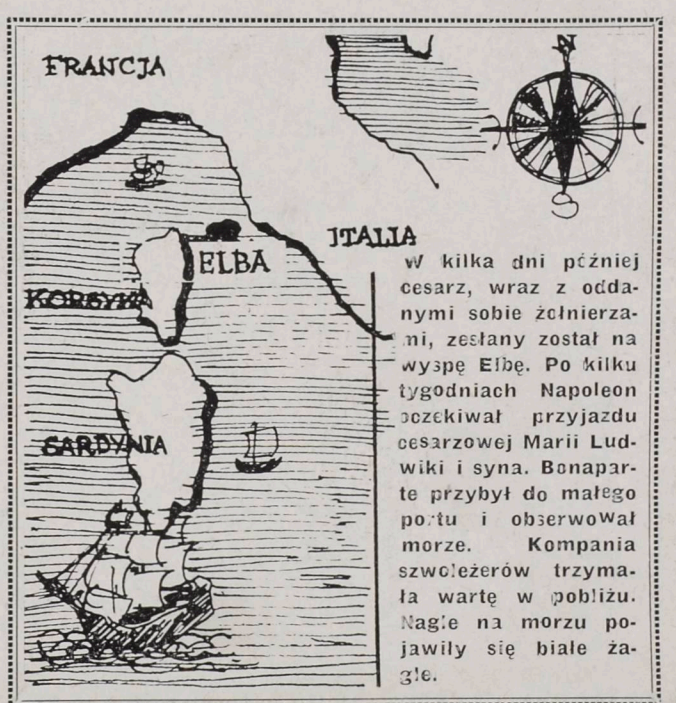 FRANCJA
N
ITALIA
ELBA
KORSYKA
SARDYNIA
W kilka dni później
cesarz, wraz z odda-
nymi sobie żołnierza-
mi, zesłany został na
wyspę Elbę. Po kilku
tygodniach Napoleon
oczekiwał przyjazdu
cesarzowej Marii Lud-
wiki i syna. Bonapar-
te przybył do małego
portu i obserwował
morze. Kompania
szwoleżerów trzyma-
ła wartę w pobliżu.
Nagle na morzu po-
jawiły się białe ża-
gle.